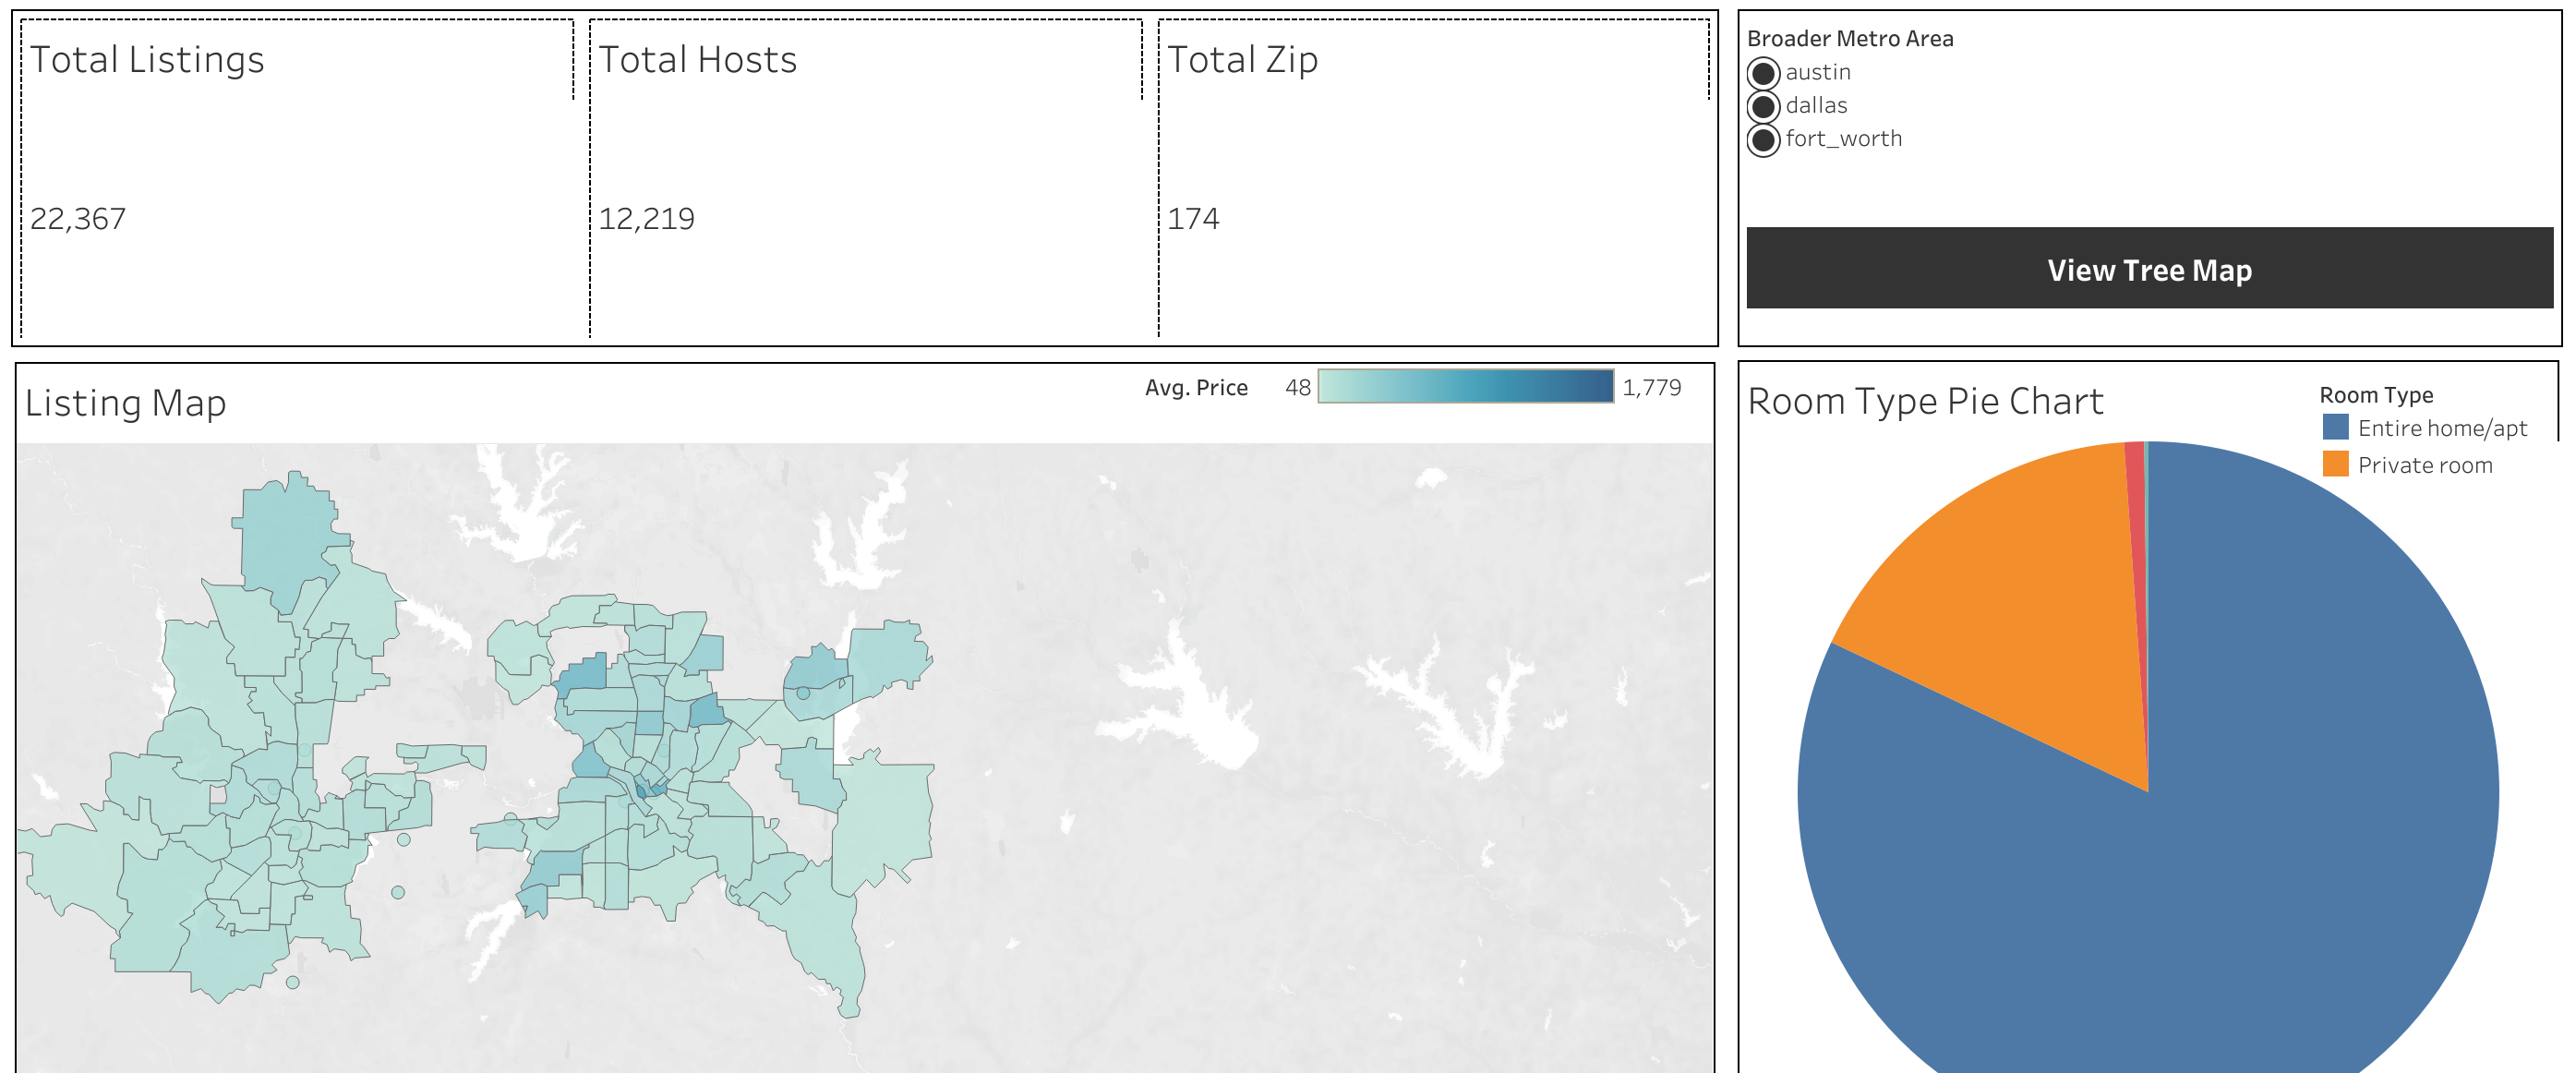 Total Listings
22,367
Total Hosts
12,219
Total Zip
174
Broader Metro Area
austin
dallas
fort_worth
View Tree Map
Listing Map
Avg. Price 48 1,779
Room Type Pie Chart
Room Type
Entire home/apt
Private room